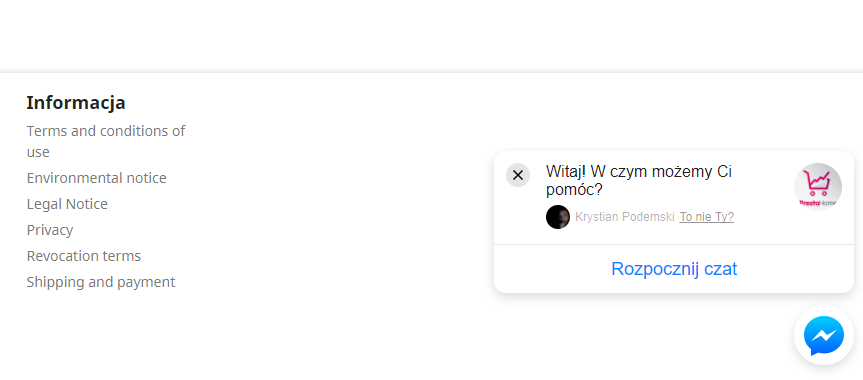 Informacja
Terms and conditions of
use
Environmental notice
Legal Notice
Privacy
Revocation terms
Shipping and payment
Witaj! W czym możemy Ci
pomóc?
PrestaHome
Krystian Podemski To nie Ty?
Rozpocznij czat